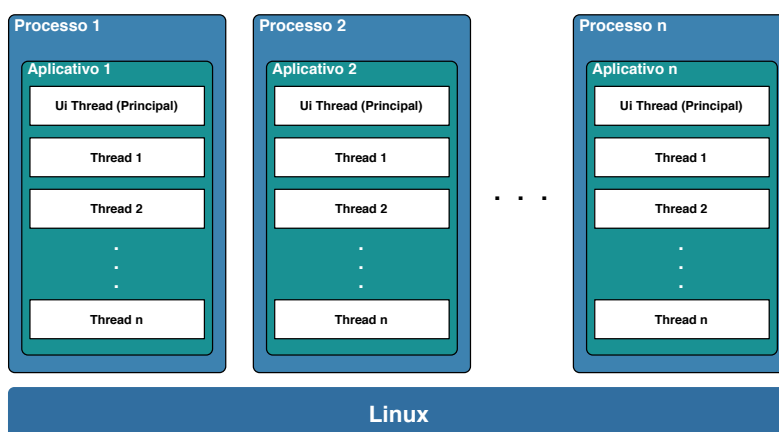 Processo 1
Aplicativo 1
Ui Thread (Principal)
Thread 1
Thread 2
.
.
.
Thread n
Processo 2
Aplicativo 2
Ui Thread (Principal)
Thread 1
Thread 2
.
.
.
Thread n
. . .
Processo n
Aplicativo n
Ui Thread (Principal)
Thread 1
Thread 2
.
.
.
Thread n
Linux